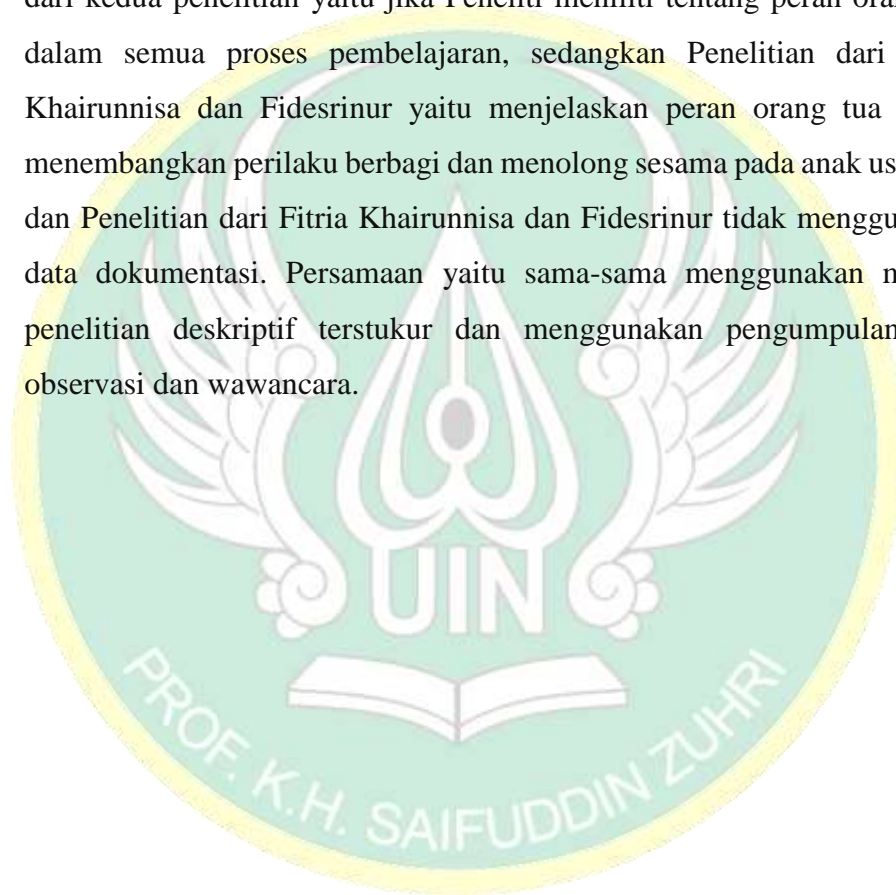 dari kedua penelitian yaitu jika Peneliti meniliti tentang peran oran
dalam semua proses pembelajaran, sedangkan Penelitian dari
Khairunnisa dan Fidesrinur yaitu menjelaskan peran orang tua
menembangkan perilaku berbagi dan menolong sesama pada anak us
dan Penelitian dari Fitria Khairunnisa dan Fidesrinur tidak menggu
data dokumentasi. Persamaan yaitu sama-sama menggunakan m
penelitian deskriptif terstukur dan menggunakan pengumpulan
observasi dan wawancara.
UIN
PROF. K.H. SAIFUDDIN ZUHRI